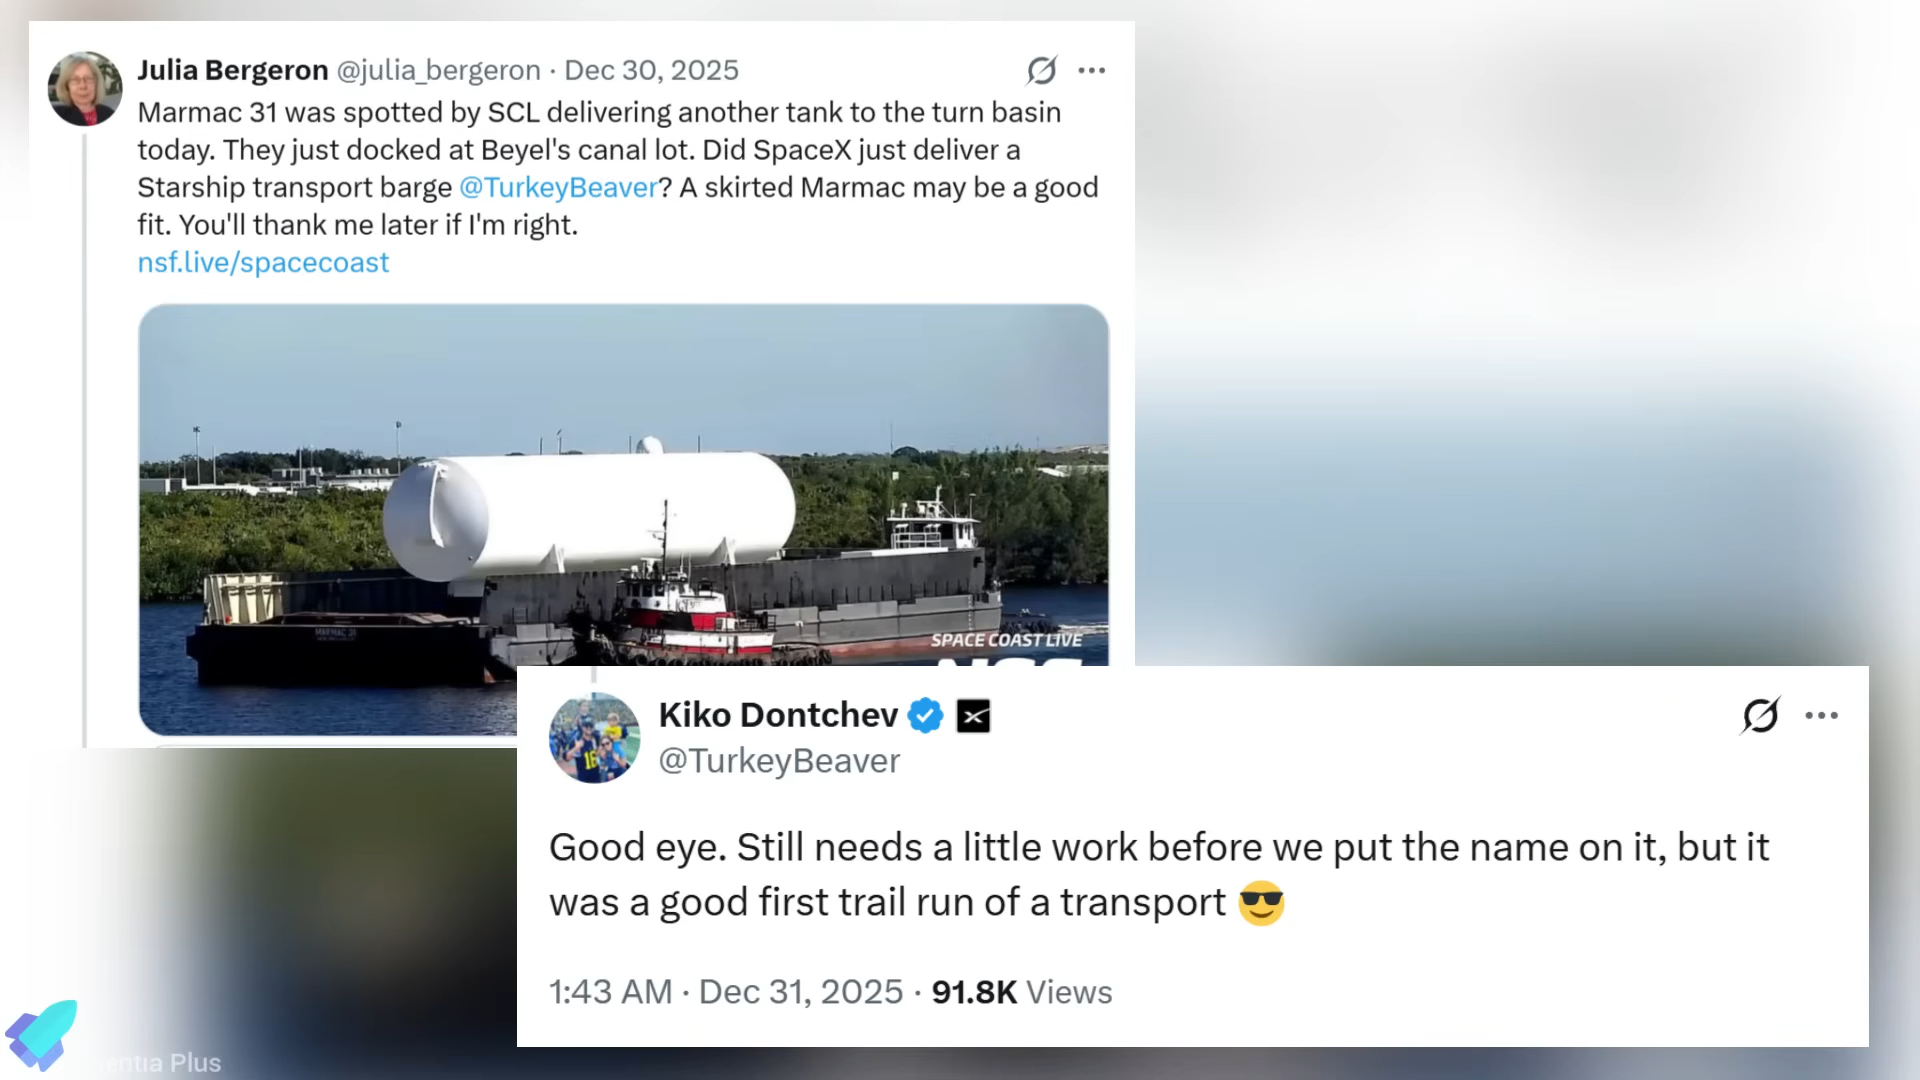 Julia Bergeron @julia_bergeron · Dec 30, 2025
Marmac 31 was spotted by SCL delivering another tank to the turn basin
today. They just docked at Beyel's canal lot. Did SpaceX just deliver a
Starship transport barge @TurkeyBeaver? A skirted Marmac may be a good
fit. You'll thank me later if I'm right.
nsf.live/spacecoast
MARMAC 31
SPACE COAST LIVE
Kiko Dontchev
@TurkeyBeaver
16
Good eye. Still needs a little work before we put the name on it, but it
was a good first trail run of a transport 😎
1:43 AM · Dec 31, 2025 · 91.8K Views
Plus